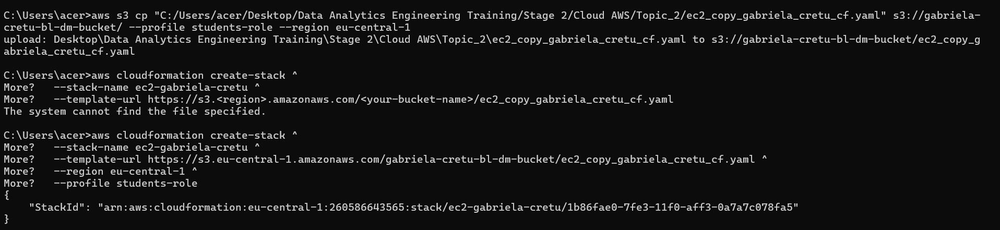 C:\Users\acer>aws s3 cp "C:/Users/acer/Desktop/Data Analytics Engineering Training/Stage 2/Cloud AWS/Topic_2/ec2_copy_gabriela_cretu_cf.yaml" s3://gabriela-
cretu-bl-dm-bucket/ --profile students-role --region eu-central-1
upload: Desktop\Data Analytics Engineering Training\Stage 2\Cloud AWS\Topic_2\ec2_copy_gabriela_cretu_cf.yaml to s3://gabriela-cretu-bl-dm-bucket/ec2_copy_g
abriela_cretu_cf.yaml
C:\Users\acer>aws cloudformation create-stack ^
More?   --stack-name ec2-gabriela-cretu ^
More?   --template-url https://s3.<region>.amazonaws.com/<your-bucket-name>/ec2_copy_gabriela_cretu_cf.yaml
The system cannot find the file specified.
C:\Users\acer>aws cloudformation create-stack ^
More?   --stack-name ec2-gabriela-cretu ^
More?   --template-url https://s3.eu-central-1.amazonaws.com/gabriela-cretu-bl-dm-bucket/ec2_copy_gabriela_cretu_cf.yaml ^
More?   --region eu-central-1 ^
More?   --profile students-role
{
    "StackId": "arn:aws:cloudformation:eu-central-1:260586643565:stack/ec2-gabriela-cretu/1b86fae0-7fe3-11f0-aff3-0a7a7c078fa5"
}